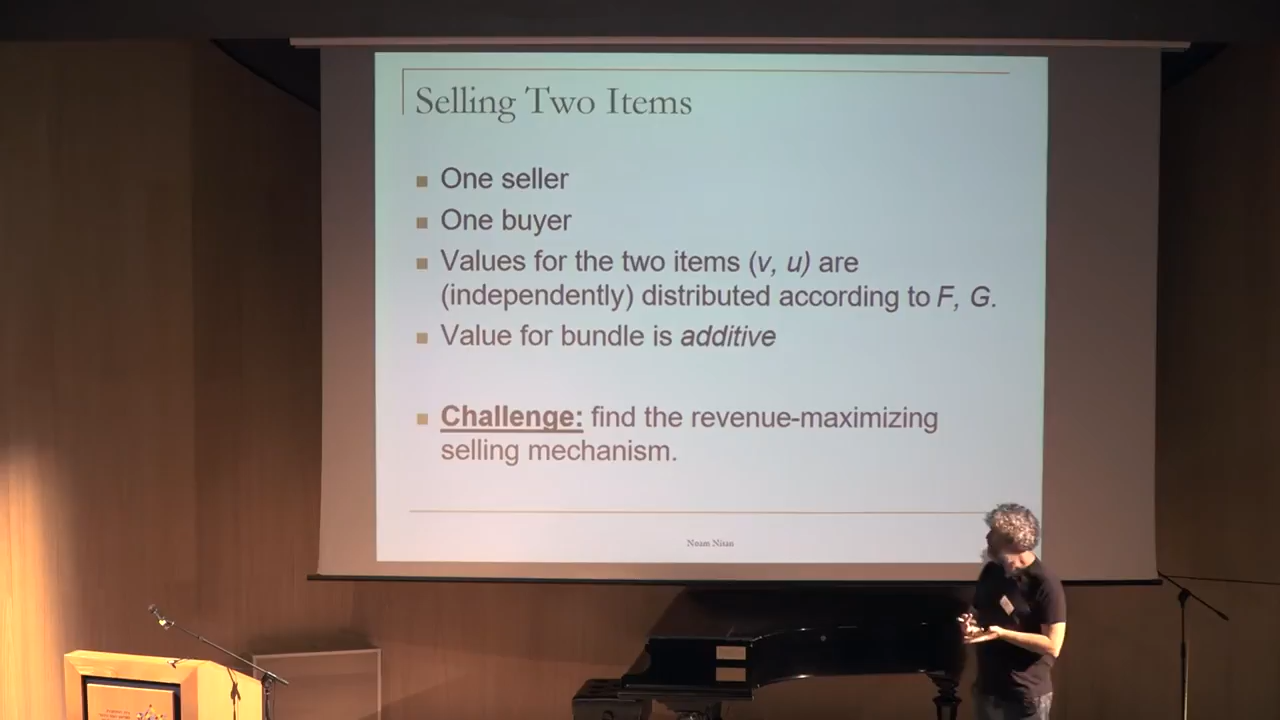 Selling Two Items
■ One seller
■ One buyer
■ Values for the two items (v, u) are
(independently) distributed according to F, G.
■ Value for bundle is additive
■ Challenge: find the revenue-maximizing
selling mechanism.
Noam Nisan